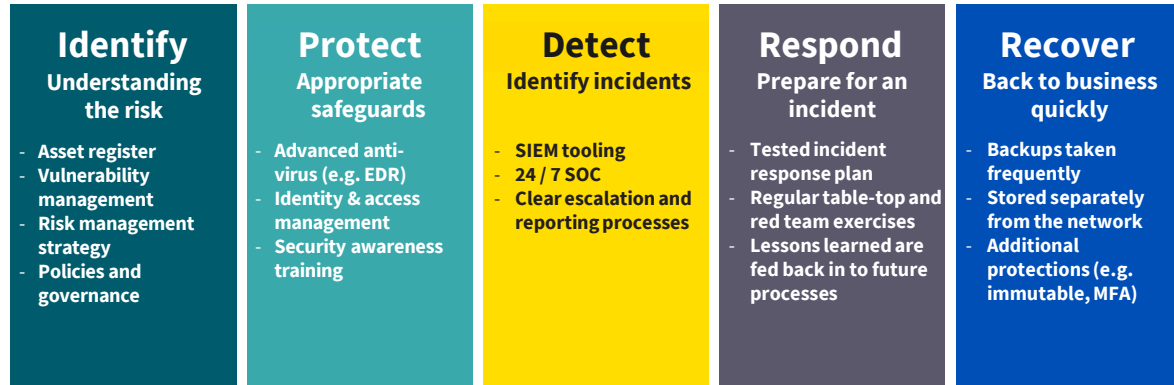 Identify
Understanding
the risk
- Asset register
- Vulnerability
management
- Risk management
strategy
- Policies and
governance
Protect
Appropriate
safeguards
- Advanced anti-
virus (e.g. EDR)
- Identity & access
management
- Security awareness
training
Detect
Identify incidents
- SIEM tooling
- 24 / 7 SOC
- Clear escalation and
reporting processes
Respond
Prepare for an
incident
- Tested incident
response plan
- Regular table-top and
red team exercises
- Lessons learned are
fed back in to future
processes
Recover
Back to business
quickly
- Backups taken
frequently
- Stored separately
from the network
- Additional
protections (e.g.
immutable, MFA)